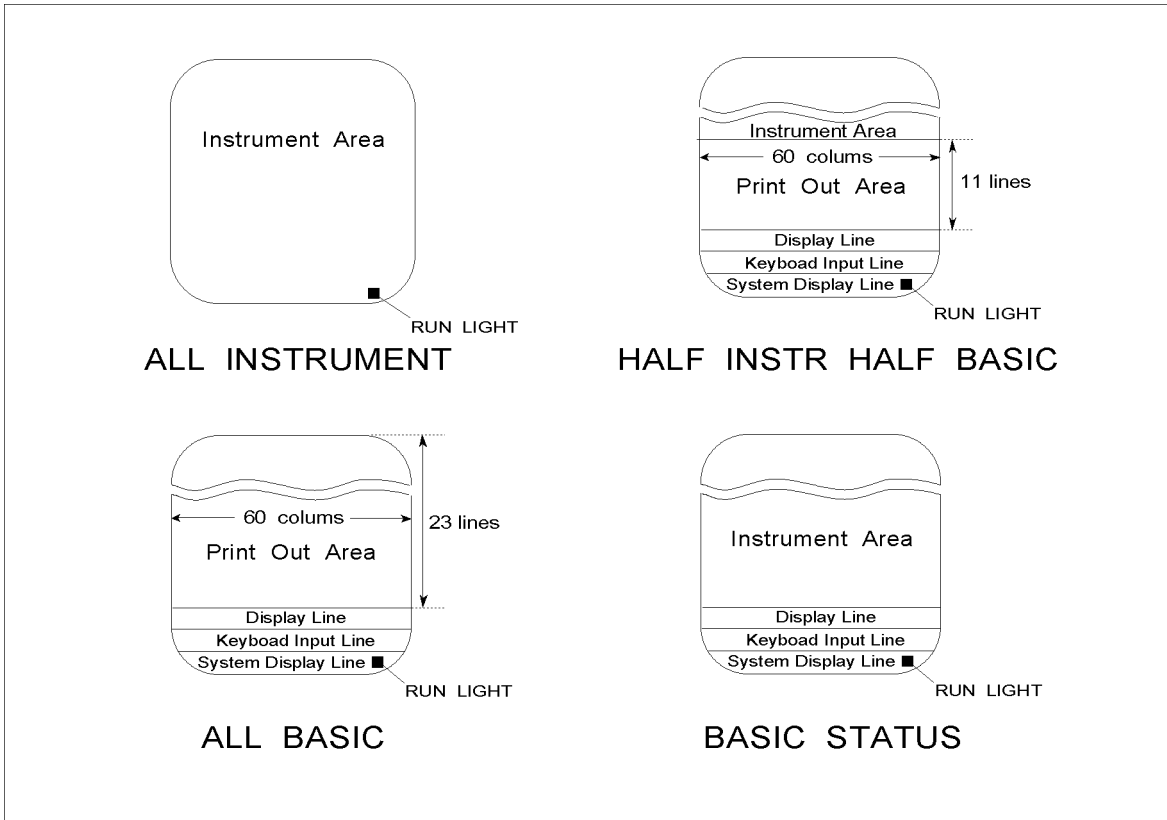 Instrument Area
RUN LIGHT
ALL INSTRUMENT
Instrument Area
60 colums
Print Out Area
11 lines
Display Line
Keyboad Input Line
System Display Line
RUN LIGHT
HALF INSTR HALF BASIC
60 colums
23 lines
Print Out Area
Display Line
Keyboad Input Line
System Display Line
RUN LIGHT
ALL BASIC
Instrument Area
Display Line
Keyboad Input Line
System Display Line
RUN LIGHT
BASIC STATUS